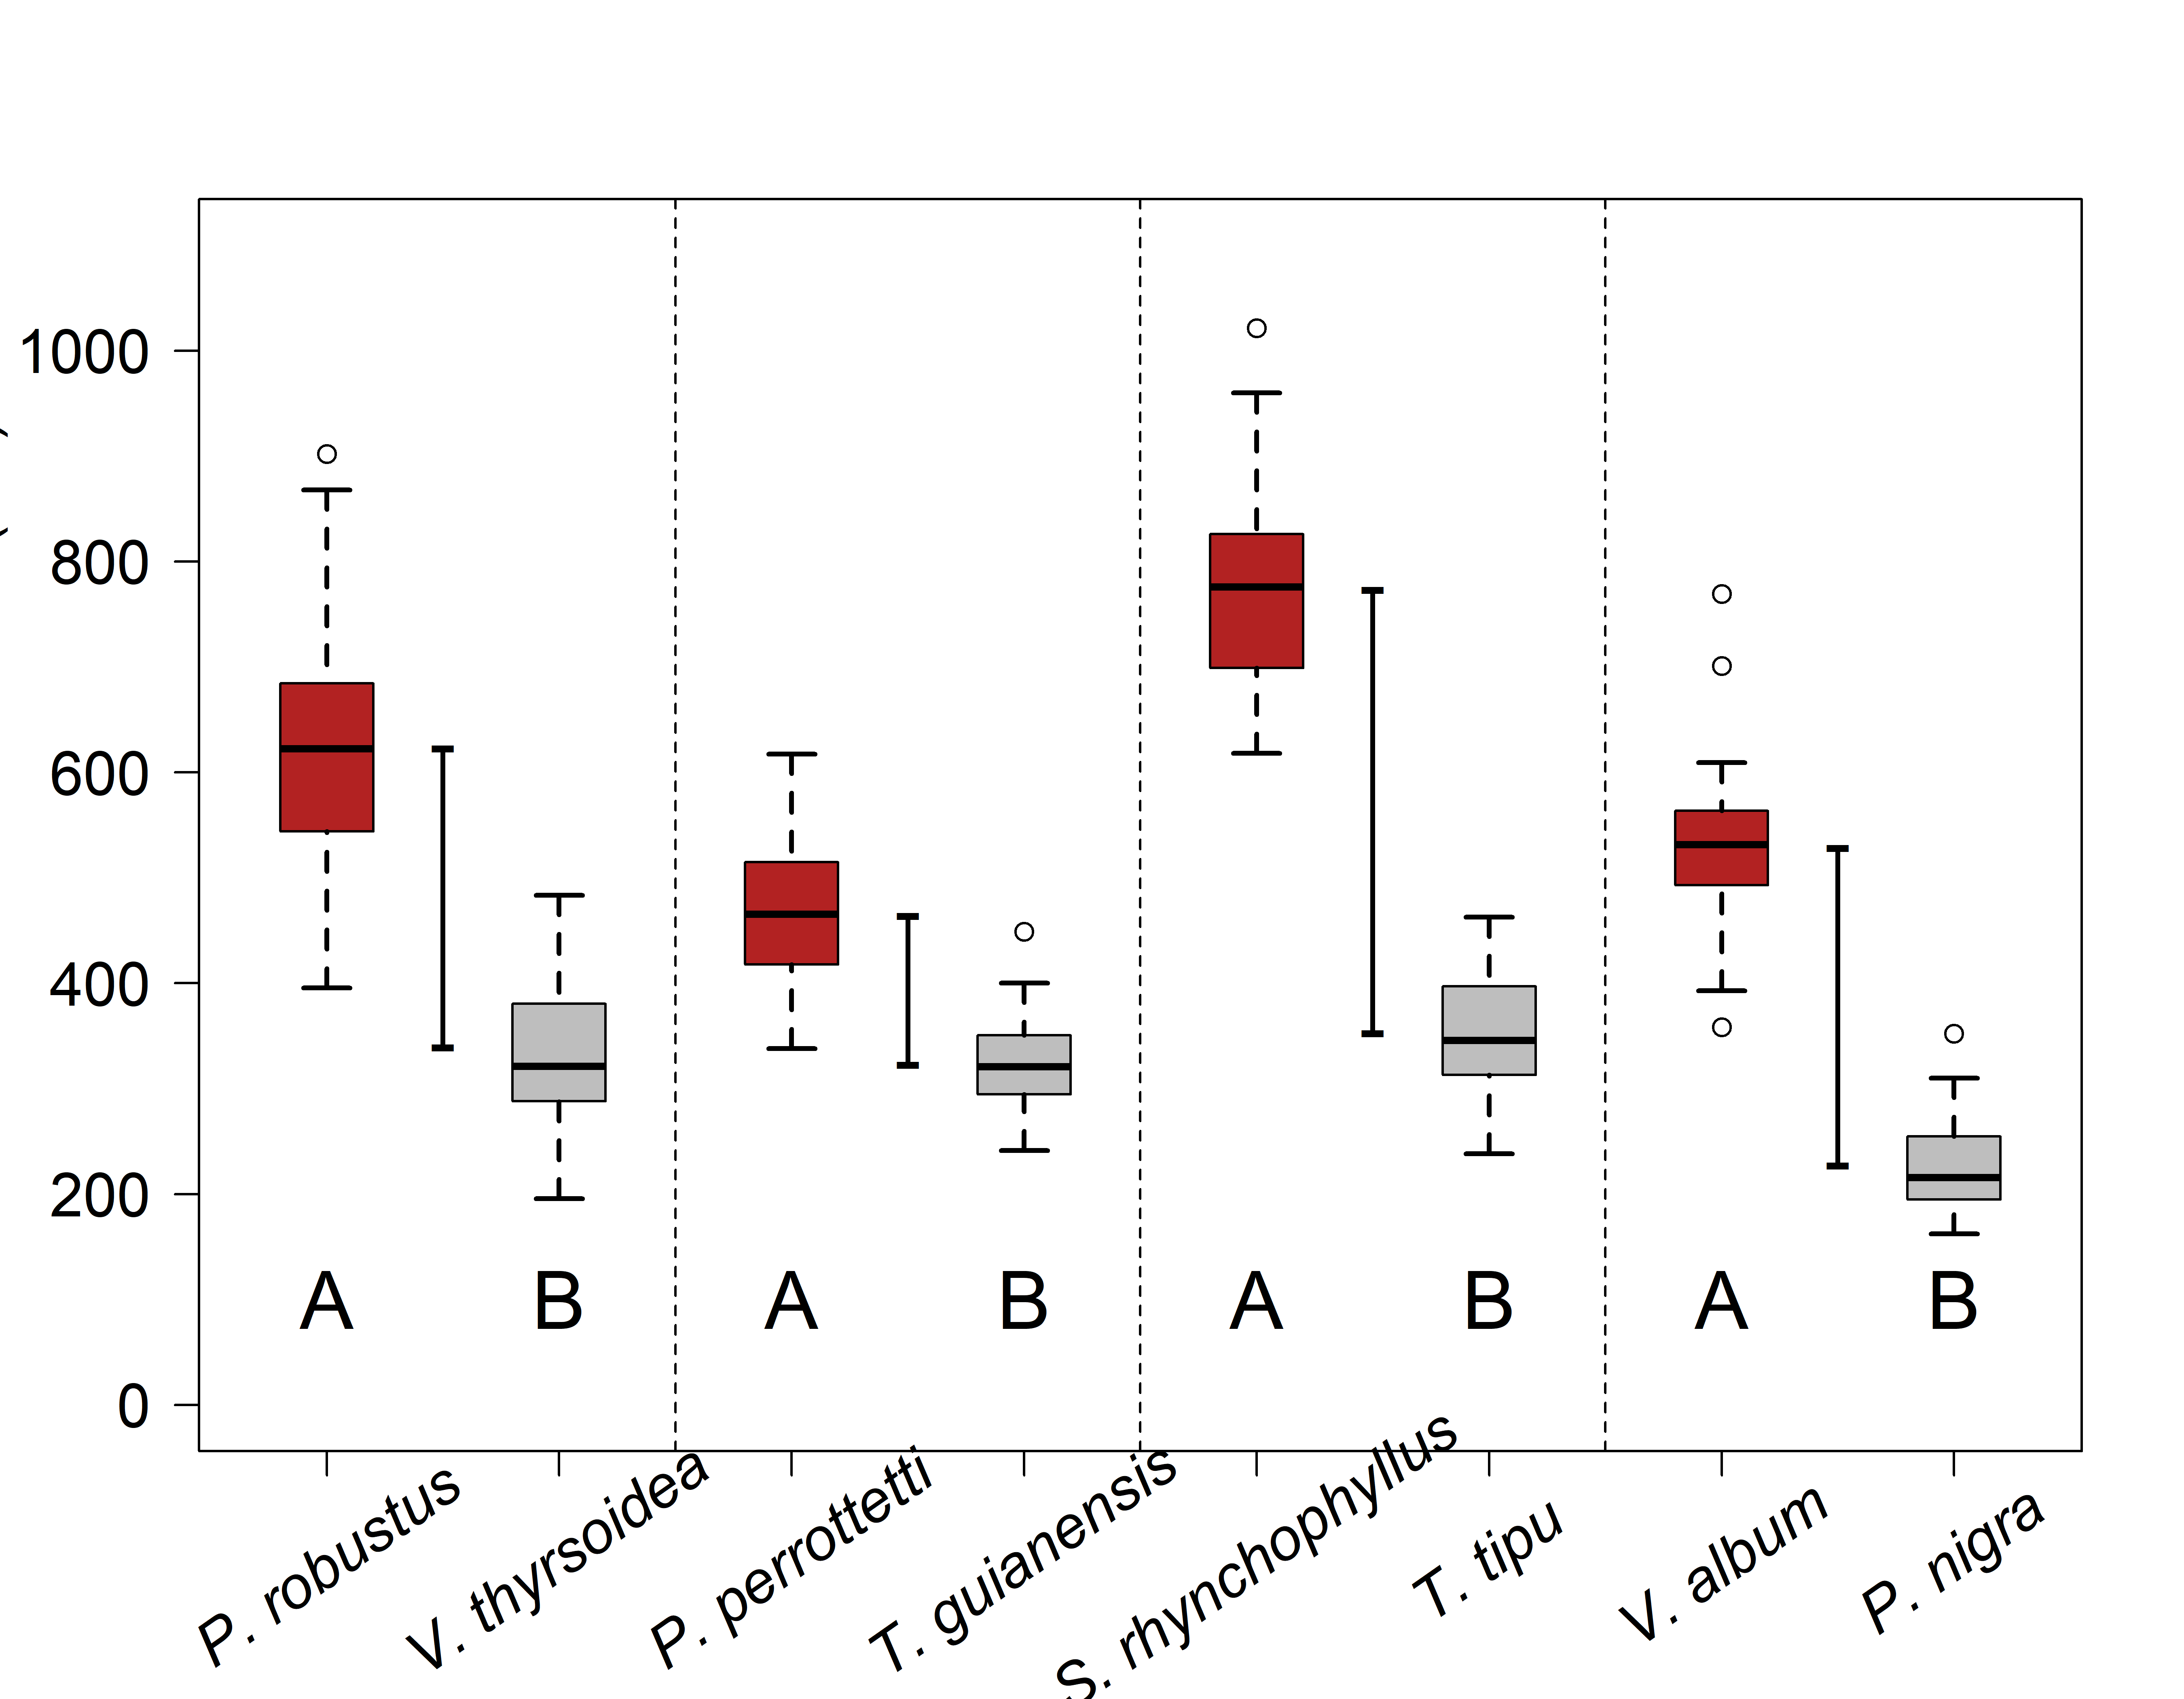 1000
800
600
400
200
0
A B A B A B A B
P. robustus
V. thyrsoidea
P. perrottetti
T. guianensis
S. rhynchophyllus
T. tipu
V. album
P. nigra